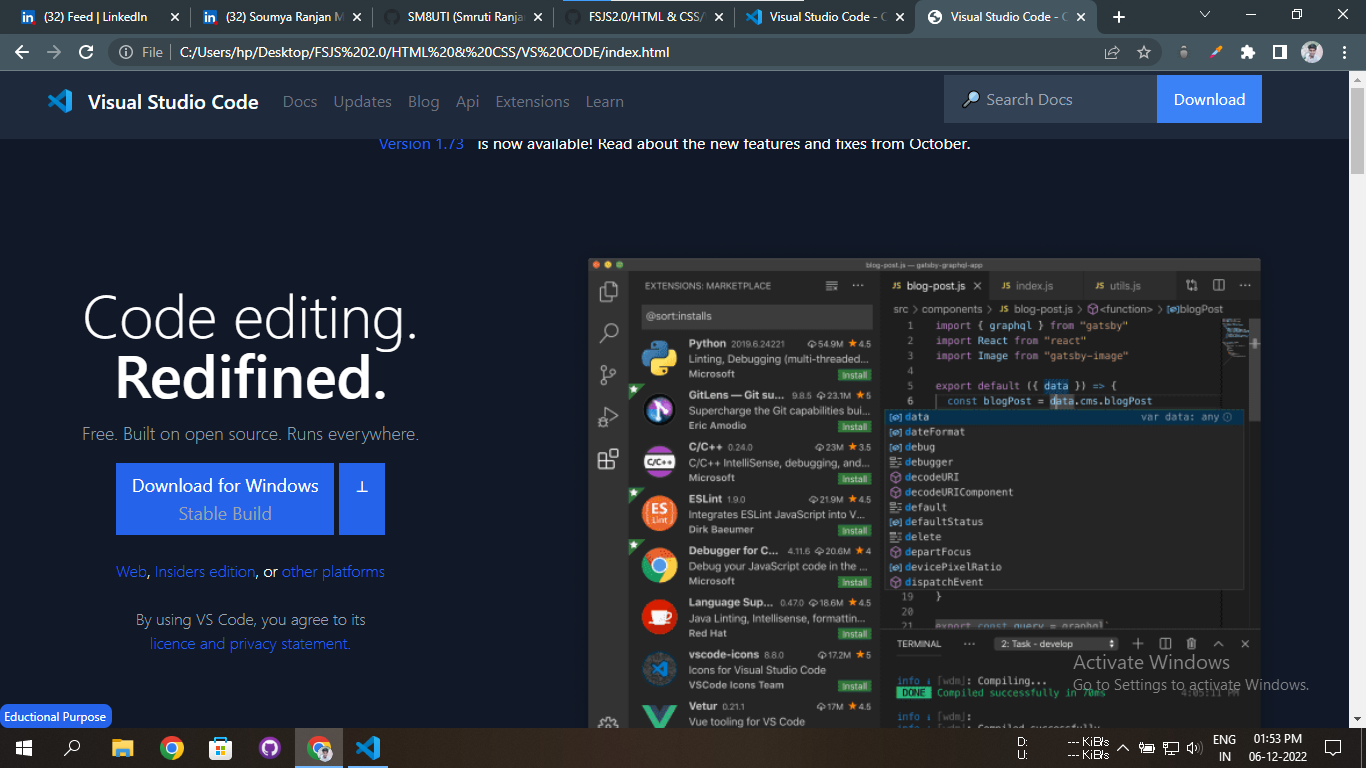 (32) Feed | LinkedIn
(32) Soumya Ranjan M
SM8UTI (Smruti Ranja
FSJS2.0/HTML & CSS/
Visual Studio Code - C
Visual Studio Code - C
File | C:/Users/hp/Desktop/FSJS%202.0/HTML%20&%20CSS/VS%20CODE/index.html
Visual Studio Code Docs Updates Blog Api Extensions Learn
Search Docs Download
Version 1.73 is now available! Read about the new features and fixes from October.
Code editing.
Redifined.
Free. Built on open source. Runs everywhere.
Download for Windows
Stable Build
Web, Insiders edition, or other platforms
By using VS Code, you agree to its
licence and privacy statement.
Eductional Purpose
blog-post.js — gatsby-graphql-app
EXTENSIONS: MARKETPLACE
@sort:installs
Python 2019.6.24221 54.9M 4.5
Linting, Debugging (multi-threaded...
Microsoft Install
GitLens — Git su... 9.8.5 23.1M 5
Supercharge the Git capabilities bui...
Eric Amodio Install
C/C++ 0.24.0 23M 3.5
C/C++ IntelliSense, debugging, and...
Microsoft Install
ESLint 1.9.0 21.9M 4.5
Integrates ESLint JavaScript into V...
Dirk Baeumer Install
Debugger for C... 4.11.6 20.6M 4
Debug your JavaScript code in the ...
Microsoft Install
Language Sup... 0.47.0 18.6M 4.5
Java Linting, Intellisense, formattin...
Red Hat Install
vscode-icons 8.8.0 17.2M 5
Icons for Visual Studio Code
VSCode Icons Team Install
Vetur 0.21.1 17M 4.5
Vue tooling for VS Code
C/C++
ES
Lint
JS blog-post.js JS index.js JS utils.js
src > components > JS blog-post.js > <function> > blogPost
1 import { graphql } from "gatsby"
2 import React from "react"
3 import Image from "gatsby-image"
4
5 export default ({ data }) => {
6 const blogPost = data.cms.blogPost
data var data: any
dateFormat
debug
debugger
decodeURI
decodeURIComponent
default
defaultStatus
delete
departFocus
devicePixelRatio
dispatchEvent
19 }
20
21 export const query = graphql`
TERMINAL ... 2: Task - develop
info ↓ ｢wdm｣: Compiling...
DONE Compiled successfully in 70ms 4:05:11 PM
info ↓ ｢wdm｣:
info ↓ ｢wdm｣: Compiled successfully.
Activate Windows
Go to Settings to activate Windows.
D: --- KiB/s
U: --- KiB/s
ENG
IN
01:53 PM
06-12-2022